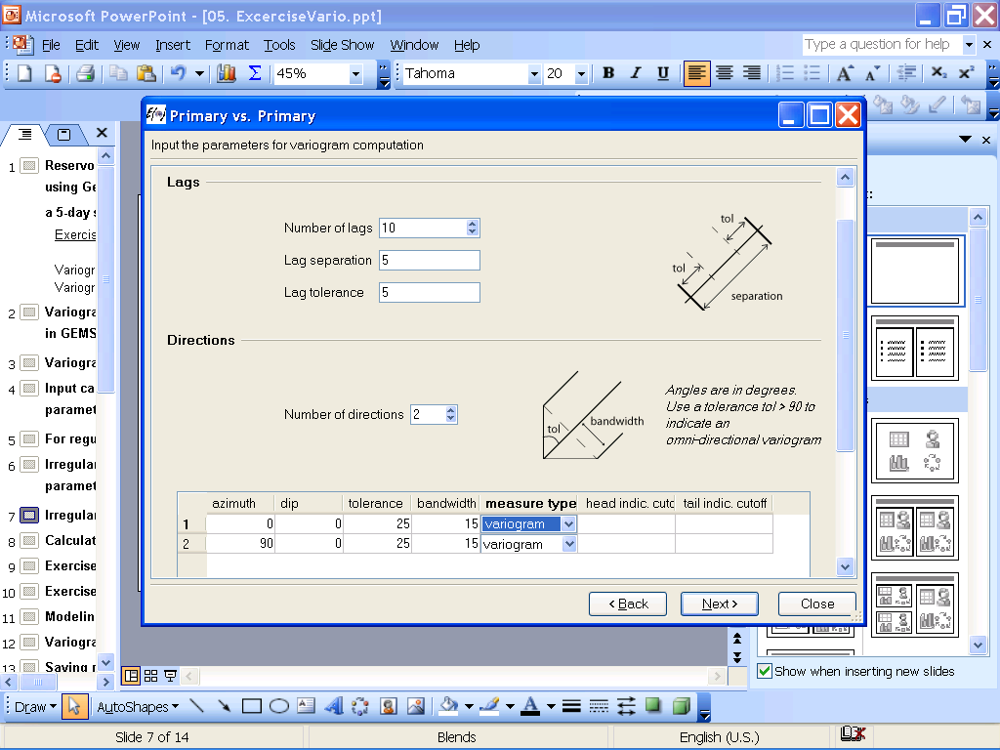 Microsoft PowerPoint - [05. ExcerciseVario.ppt]
File Edit View Insert Format Tools Slide Show Window Help
Type a question for help
45%
Tahoma
20
B I U
Primary vs. Primary
Input the parameters for variogram computation
Lags
Number of lags 10
Lag separation 5
Lag tolerance 5
tol
tol
separation
Directions
Number of directions 2
tol
bandwidth
Angles are in degrees.
Use a tolerance tol > 90 to
indicate an
omni-directional variogram
azimuth dip tolerance bandwidth measure type head indic. cutc tail indic. cutoff
1 0 0 25 15 variogram
2 90 0 25 15 variogram
< Back Next > Close
1 Reservo
using Ge
a 5-day s
Exercis
Variogr
Variogr
2 Variogra
in GEMS
3 Variogra
4 Input ca
paramet
5 For regu
6 Irregular
paramet
7 Irregular
8 Calculat
9 Exercise
10 Exercise
11 Modelin
12 Variogra
13 Saving r
Show when inserting new slides
Draw AutoShapes
Slide 7 of 14 Blends English (U.S.)